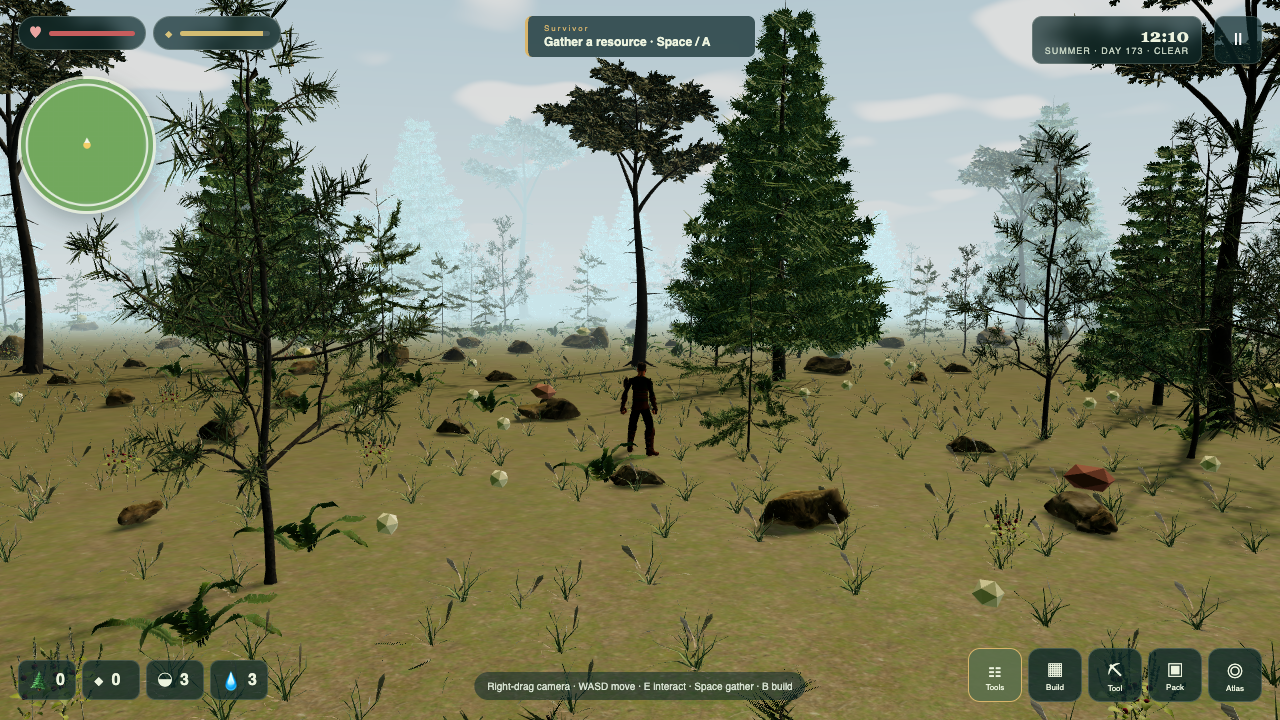 Survivor
Gather a resource · Space / A
12:10
SUMMER · DAY 173 · CLEAR
0
0
3
3
Right-drag camera · WASD move · E interact · Space gather · B build
Tools
Build
Tool
Pack
Atlas